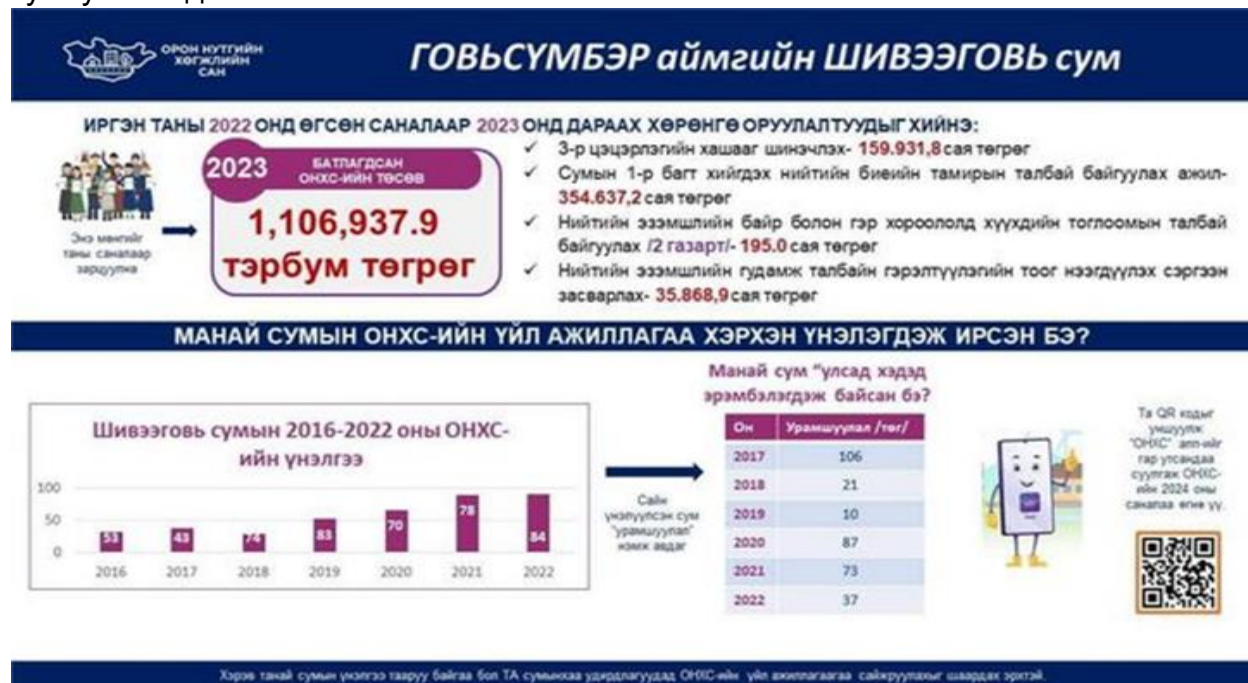 ОРОН НУТГИЙН
ХӨГЖЛИЙН
САН
ГОВЬСҮМБЭР аймгийн ШИВЭЭГОВЬ сум
ИРГЭН ТАНЫ 2022 ОНД ӨГСӨН САНАЛААР 2023 ОНД ДАРААХ ХӨРӨНГӨ ОРУУЛАЛТУУДЫГ ХИЙНЭ:
Энэ мөнгийг
таны саналаар
зарцуулна
2023
БАТЛАГДСАН
ОНХС-ИЙН ТӨСӨВ
1,106,937.9
тэрбум төгрөг
✓ 3-р цэцэрлэгийн хашааг шинэчлэх- 159.931,8 сая төгрөг
✓ Сумын 1-р багт хийгдэх нийтийн биеийн тамирын талбай байгуулах ажил-
354.637,2 сая төгрөг
✓ Нийтийн эзэмшлийн байр болон гэр хороололд хүүхдийн тоглоомын талбай
байгуулах /2 газарт/- 195.0 сая төгрөг
✓ Нийтийн эзэмшлийн гудамж талбайн гэрэлтүүлэгийн тоог нээгдүүлэх сэргээн
засварлах- 35.868,9 сая төгрөг
МАНАЙ СУМЫН ОНХС-ИЙН ҮЙЛ АЖИЛЛАГАА ХЭРХЭН ҮНЭЛЭГДЭЖ ИРСЭН БЭ?
Шивээговь сумын 2016-2022 оны ОНХС-
ийн үнэлгээ
100
50
0
53 43 74 83 70 78 84
2016 2017 2018 2019 2020 2021 2022
Сайн
үнэлүүлсэн сум
"урамшуулал"
нэмж авдаг
Манай сум "улсад хэдэд
эрэмбэлэгдэж байсан бэ?
Он Урамшуулал /төг/
2017 106
2018 21
2019 10
2020 87
2021 73
2022 37
Та QR кодыг
уншуулж
"ОНХС" апп-ийг
гар утсандаа
суулгаж ОНХС-
ийн 2024 оны
саналаа өгнө үү.
Хэрэв танай сумын үнэлгээ тааруу байгаа бол ТА сумынхаа удирдлагуудад ОНХС-ийн үйл ажиллагаагаа сайжруулахыг шаардах эрхтэй.